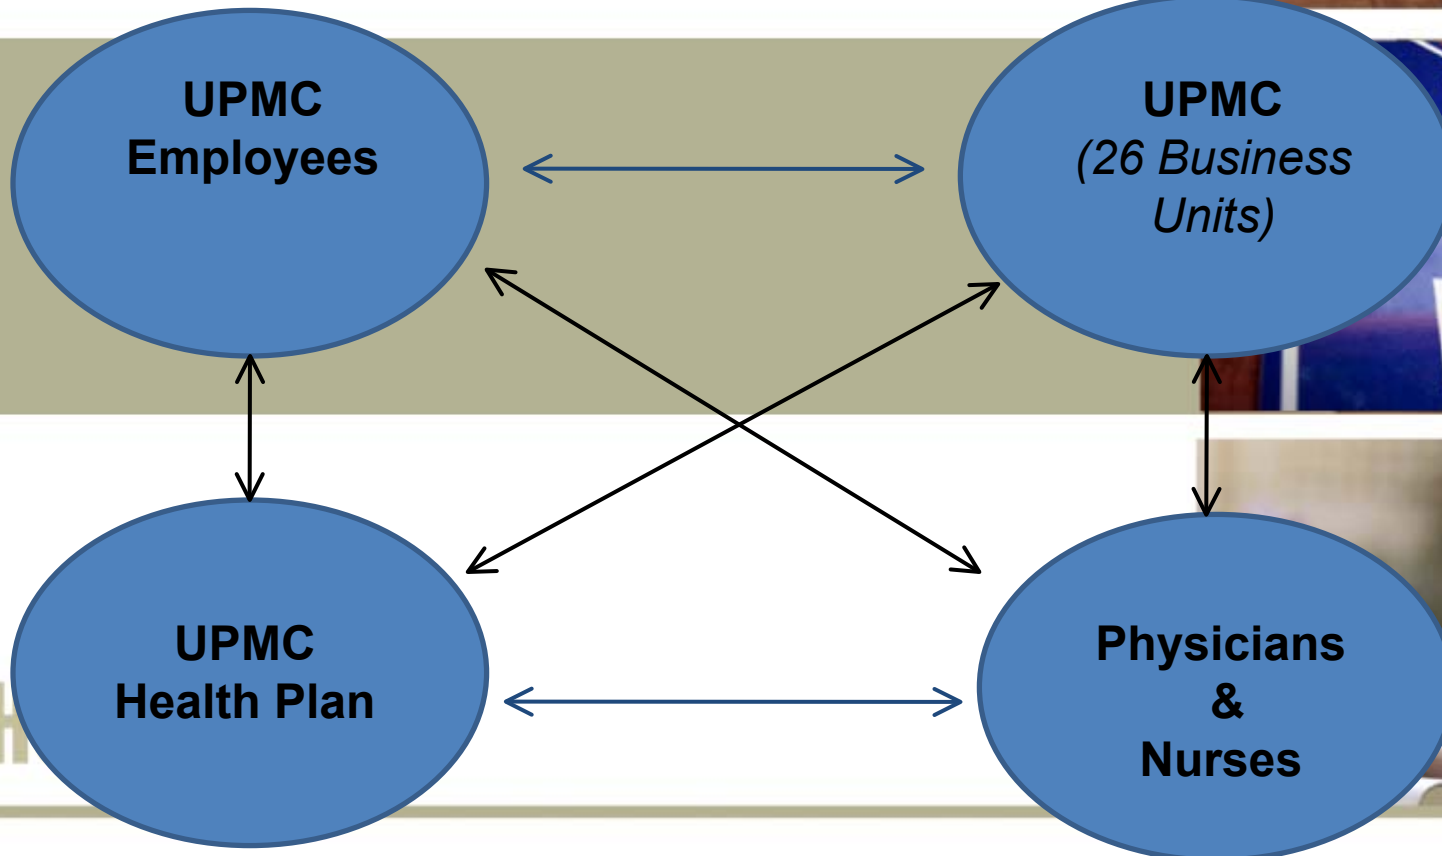 UPMC
Employees
UPMC
(26 Business
Units)
UPMC
Health Plan
Physicians
&
Nurses